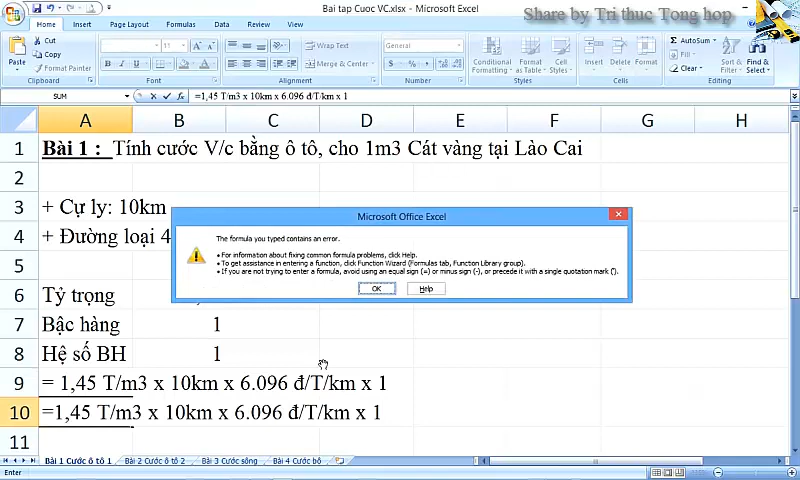 Bai tap Cuoc VC.xlsx - Microsoft Excel
Share by Tri thuc Tong hop
Home Insert Page Layout Formulas Data Review View
Paste
Cut
Copy
Format Painter
Clipboard
11
Font
Wrap Text
Merge & Center
Alignment
General
Number
Conditional Formatting
Format as Table
Cell Styles
Styles
Insert Delete Format
Cells
AutoSum
Fill
Clear
Sort & Filter
Find & Select
Editing
SUM =1,45 T/m3 x 10km x 6.096 đ/T/km x 1
A B C D E F G H
1 Bài 1 : Tính cước V/c bằng ô tô, cho 1m3 Cát vàng tại Lào Cai
2
3 + Cự ly: 10km
4 + Đường loại 4
5
Microsoft Office Excel
The formula you typed contains an error.
• For information about fixing common formula problems, click Help.
• To get assistance in entering a function, click Function Wizard (Formulas tab, Function Library group).
• If you are not trying to enter a formula, avoid using an equal sign (=) or minus sign (-), or precede it with a single quotation mark (').
OK Help
6 Tỷ trọng
7 Bậc hàng 1
8 Hệ số BH 1
9 = 1,45 T/m3 x 10km x 6.096 đ/T/km x 1
10 =1,45 T/m3 x 10km x 6.096 đ/T/km x 1
11
Bài 1 Cước ô tô 1 Bài 2 Cước ô tô 2 Bài 3 Cước sông Bài 4 Cước bộ
Enter